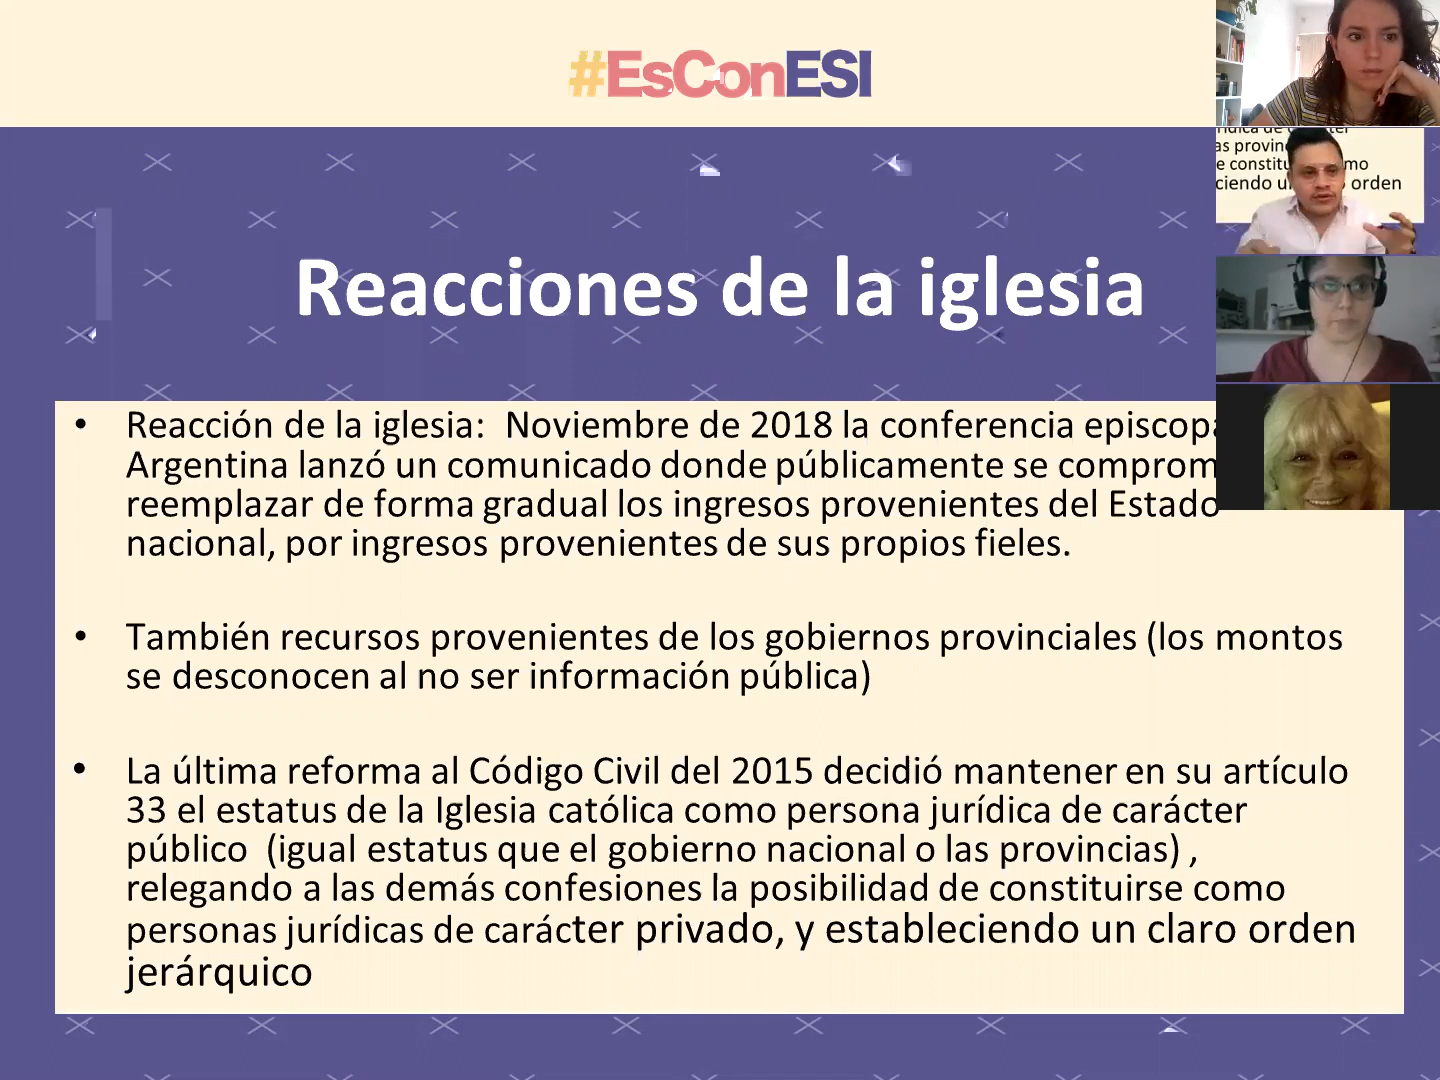 #EsConESI
Reacciones de la iglesia
• Reacción de la iglesia: Noviembre de 2018 la conferencia
Argentina lanzó un comunicado donde públicamente se
reemplazar de forma gradual los ingresos provenientes del Estado
nacional, por ingresos provenientes de sus propios fieles.
• También recursos provenientes de los gobiernos provinciales (los montos
se desconocen al no ser información pública)
• La última reforma al Código Civil del 2015 decidió mantener en su artículo
33 el estatus de la Iglesia católica como persona jurídica de carácter
público (igual estatus que el gobierno nacional o las provincias) ,
relegando a las demás confesiones la posibilidad de constituirse como
personas jurídicas de carácter privado, y estableciendo un claro orden
jerárquico
orden